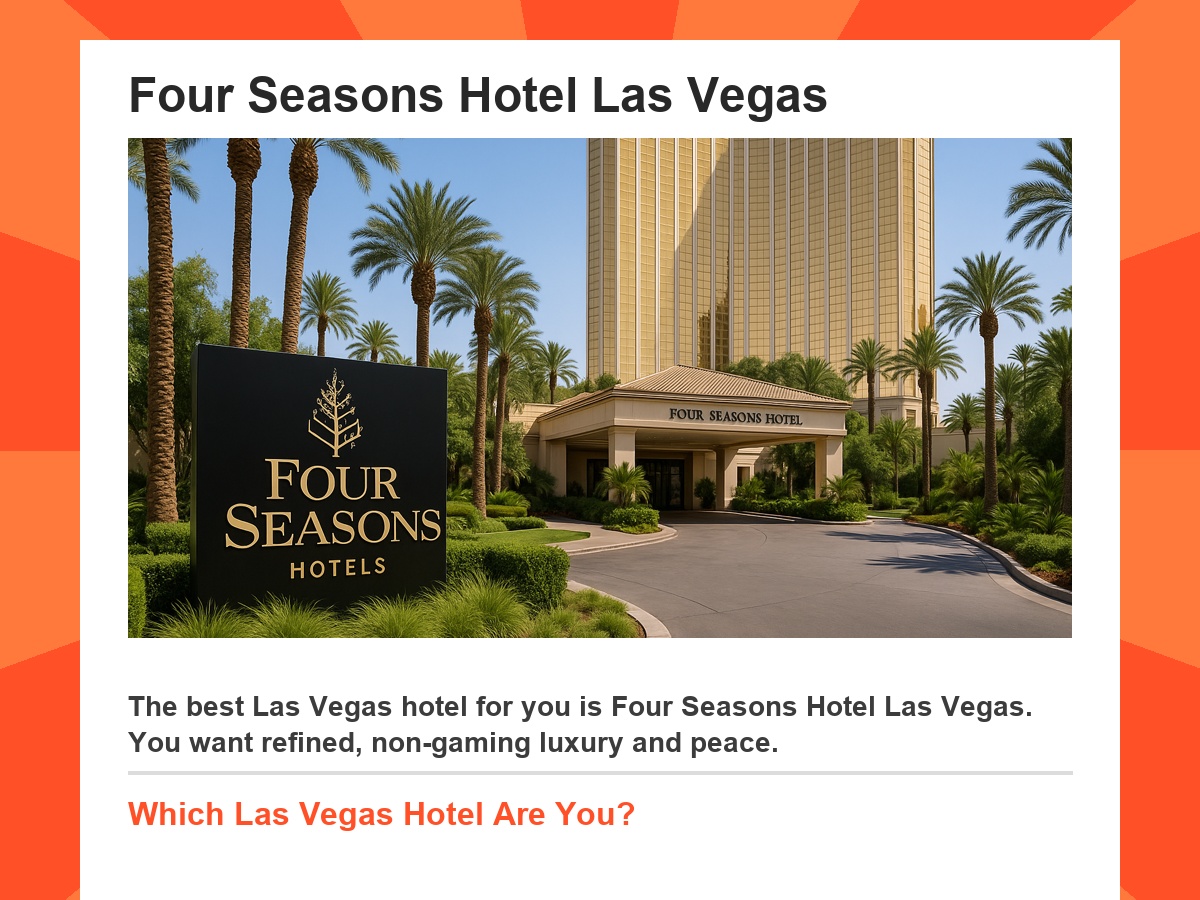 Four Seasons Hotel Las Vegas
FOUR SEASONS HOTEL
FOUR
SEASONS
HOTELS
The best Las Vegas hotel for you is Four Seasons Hotel Las Vegas.
You want refined, non-gaming luxury and peace.
Which Las Vegas Hotel Are You?